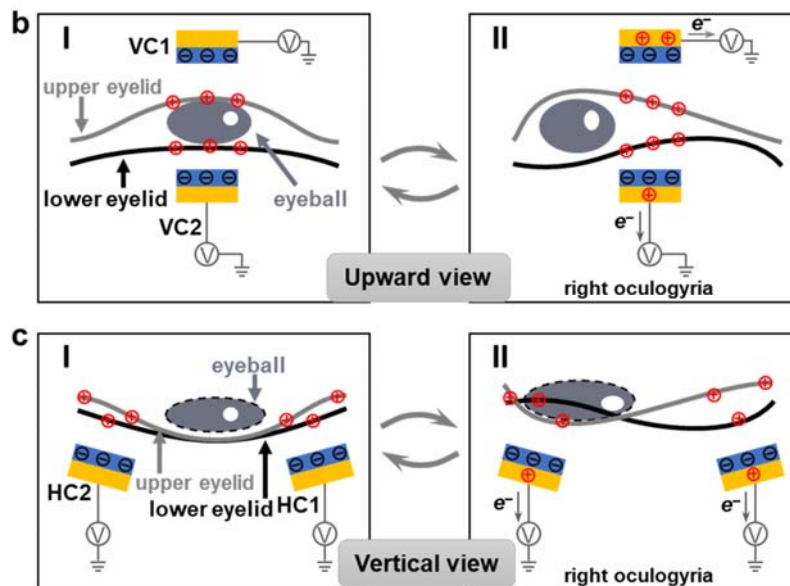 b
I
VC1
V
upper eyelid
lower eyelid
eyeball
VC2
V
II
e⁻
V
e⁻
V
right oculogyria
Upward view
c
I
eyeball
HC2
upper eyelid
lower eyelid
HC1
V
V
II
e⁻
e⁻
V
V
right oculogyria
Vertical view